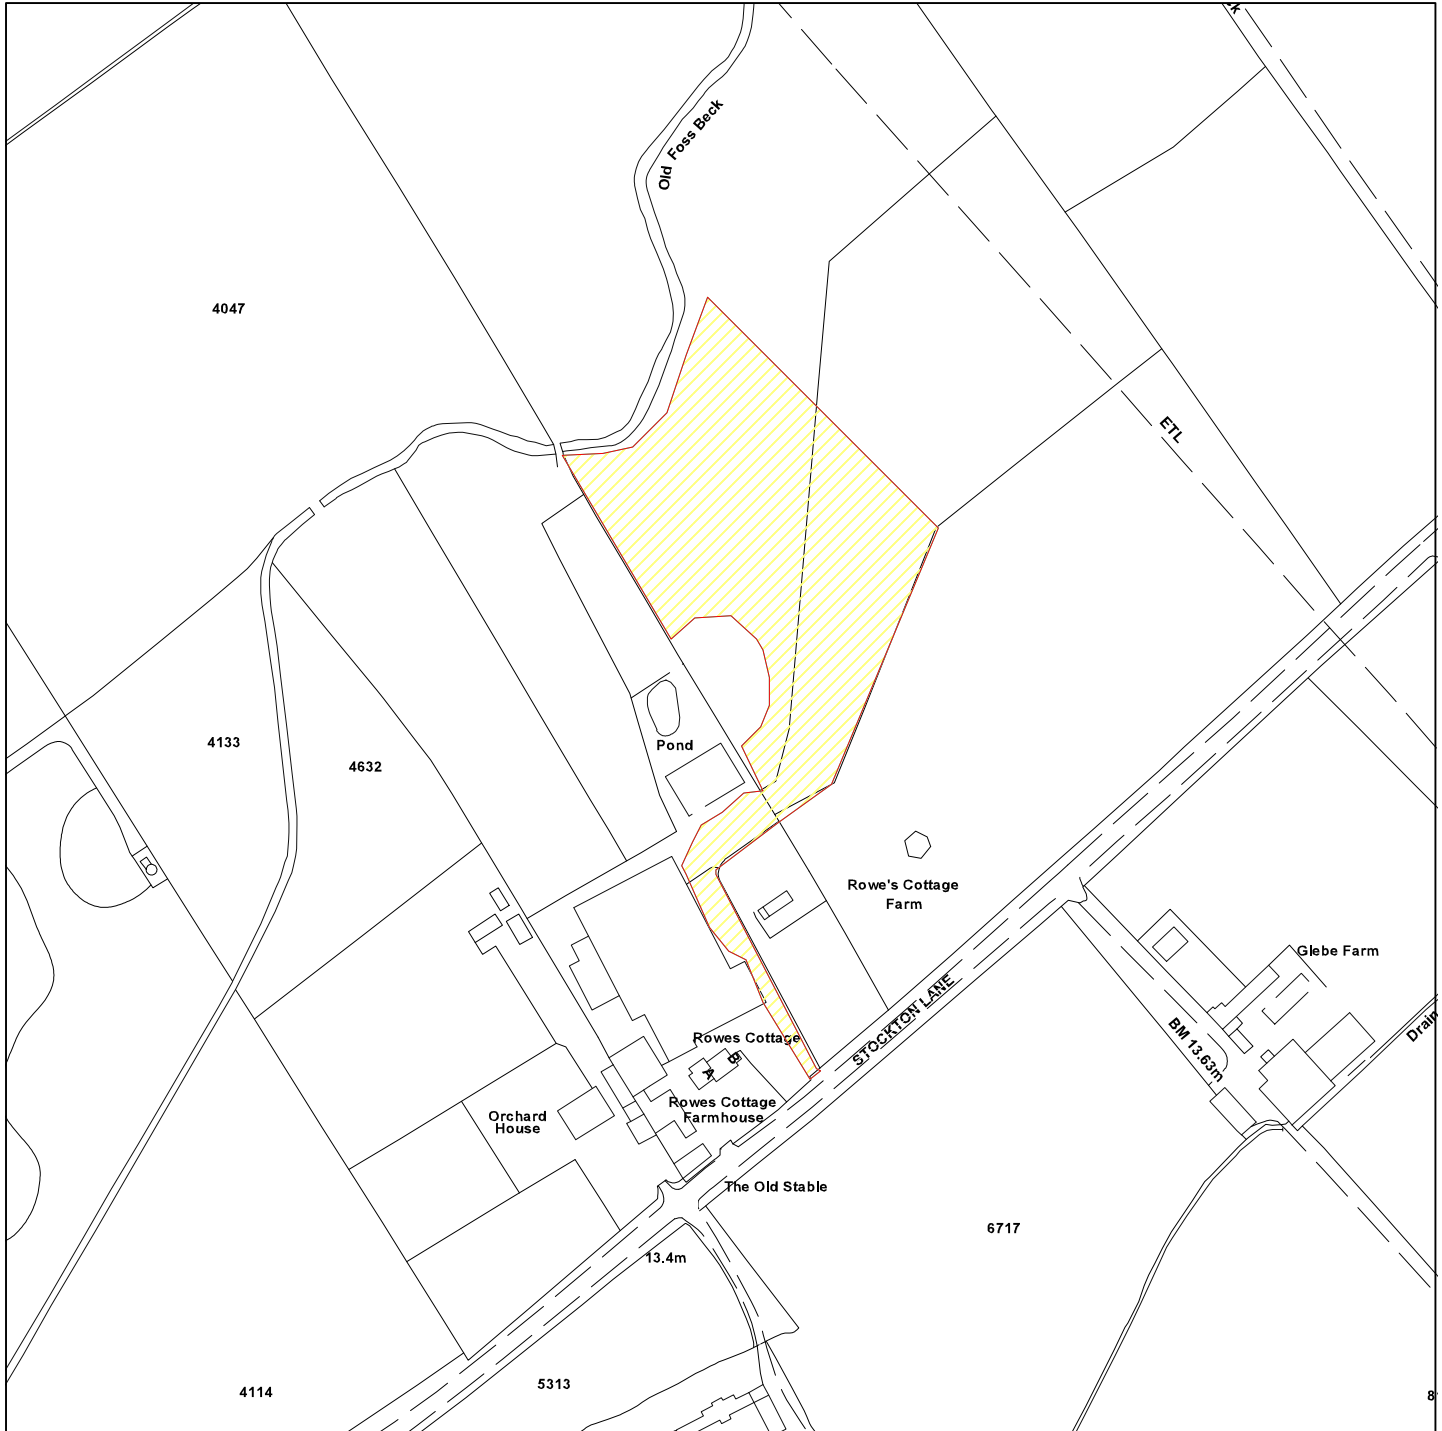 k
Old Foss Beck
4047
ETL
4133
4632
Pond
Rowe's Cottage
Farm
Glebe Farm
STOCKTON LANE
BM 13.63m
Drain
Rowes Cottage
A
B
Rowes Cottage
Farmhouse
Orchard
House
The Old Stable
6717
13.4m
5313
4114
8